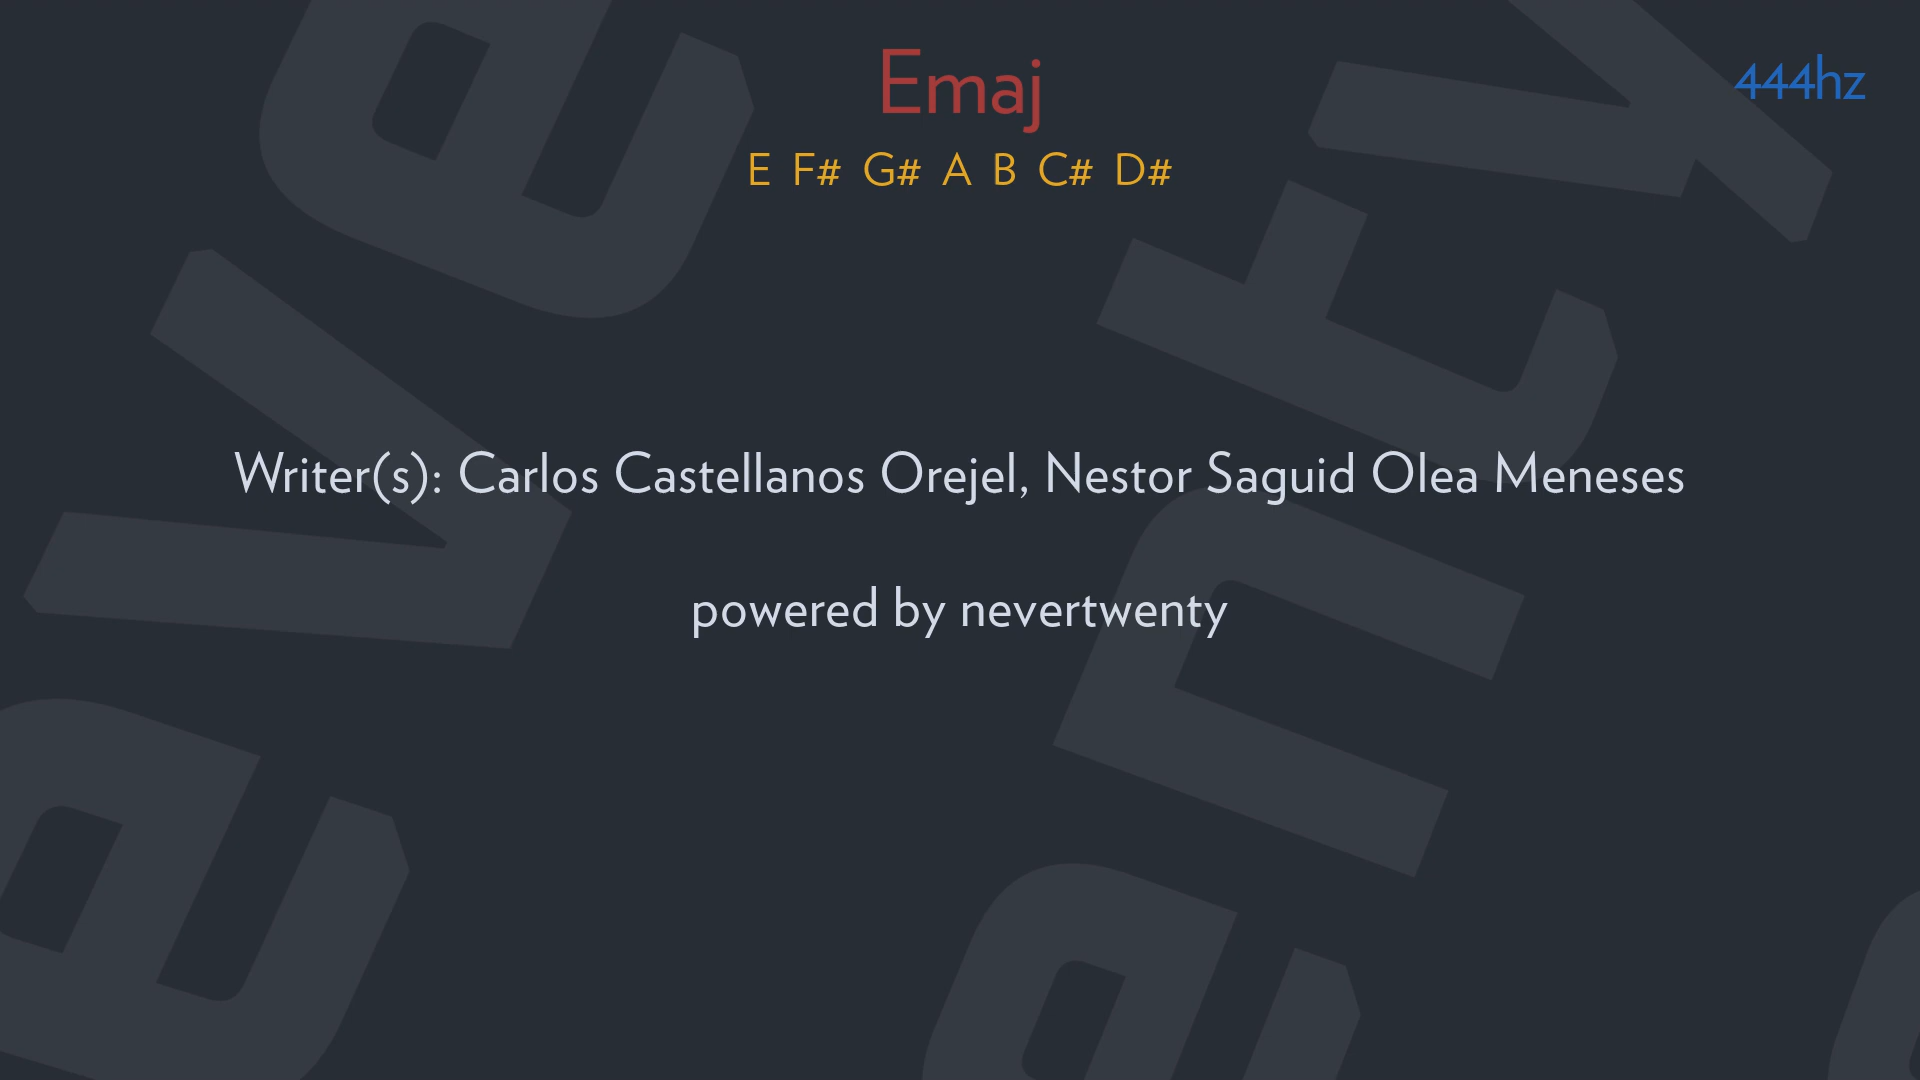 Emaj
444hz
E F# G# A B C# D#
Writer(s): Carlos Castellanos Orejel, Nestor Saguid Olea Meneses
powered by nevertwenty